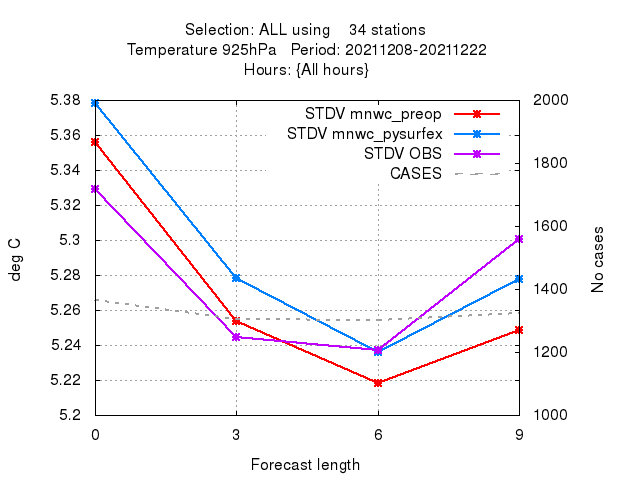 Selection: ALL using 34 stations
Temperature 925hPa Period: 20211208-20211222
Hours: {All hours}
STDV mnwc_preop
STDV mnwc_pysurfex
STDV OBS
CASES
deg C
5.38
5.36
5.34
5.32
5.3
5.28
5.26
5.24
5.22
5.2
2000
1800
1600
1400
1200
1000
No cases
0 3 6 9
Forecast length